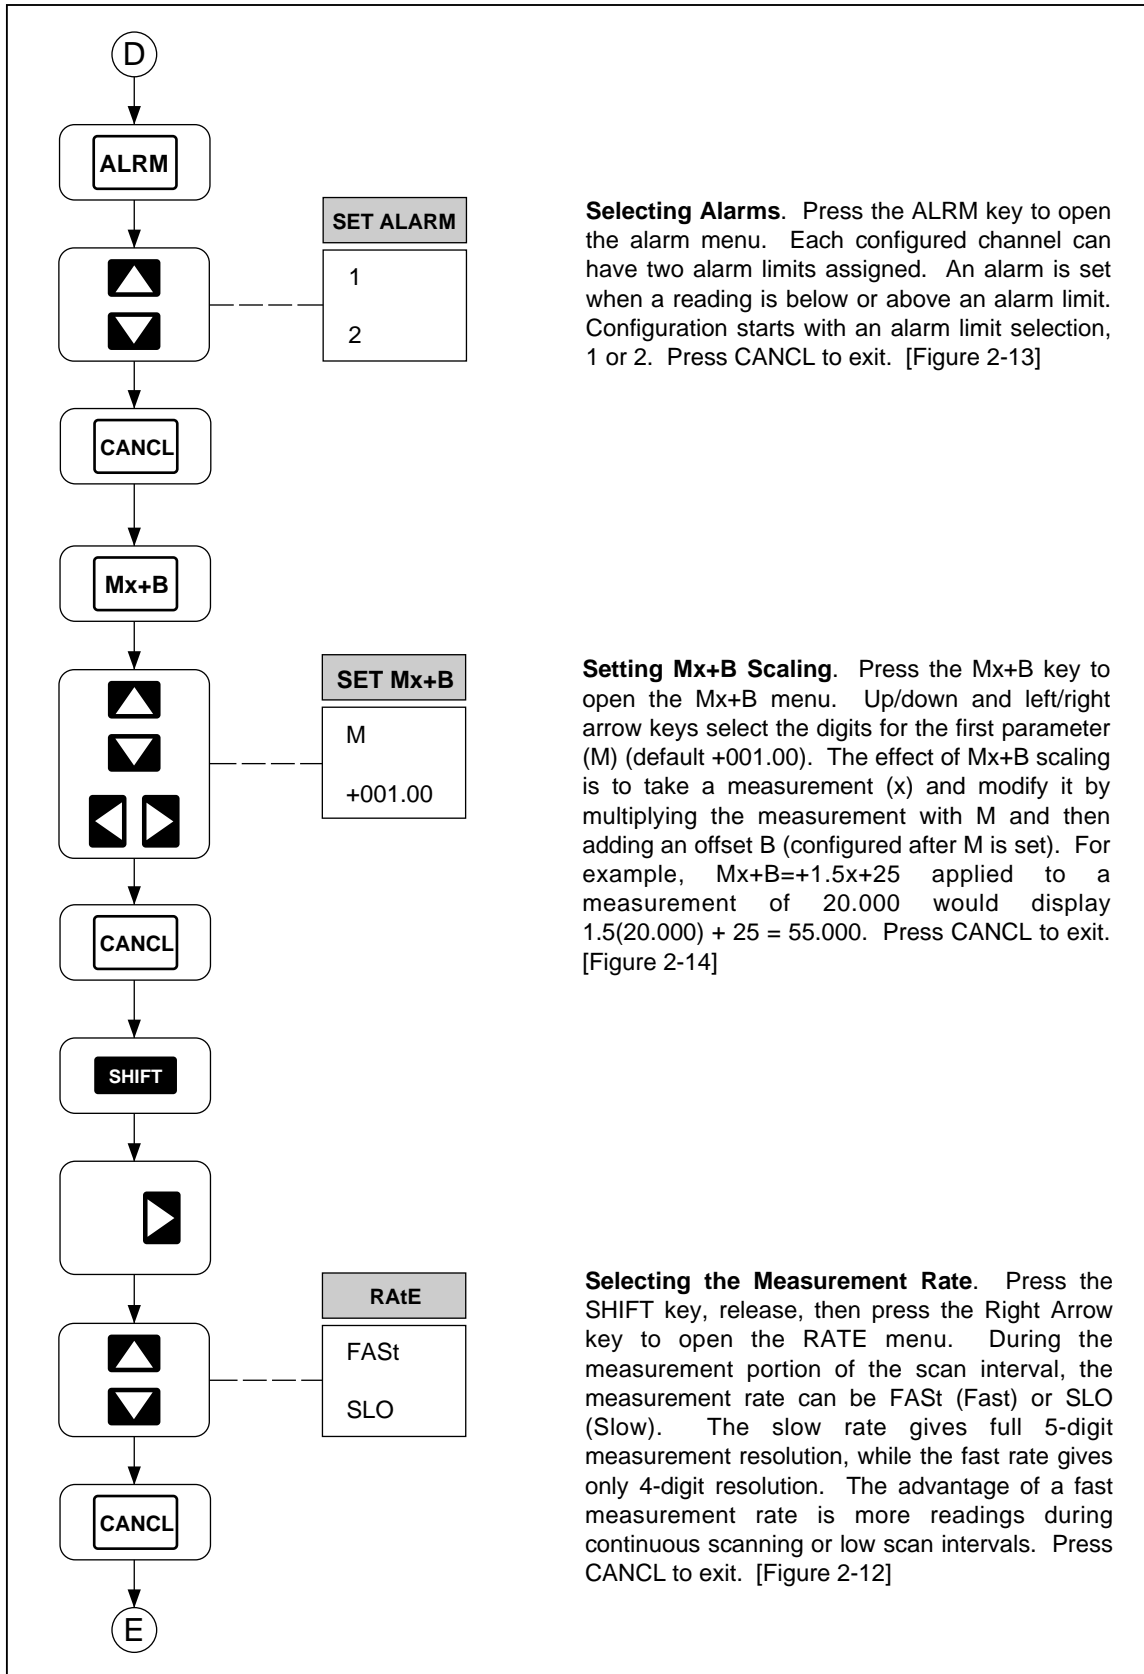 D
ALRM
SET ALARM
1
2
Selecting Alarms. Press the ALRM key to open
the alarm menu. Each configured channel can
have two alarm limits assigned. An alarm is set
when a reading is below or above an alarm limit.
Configuration starts with an alarm limit selection,
1 or 2. Press CANCL to exit. [Figure 2-13]
CANCL
Mx+B
SET Mx+B
M
+001.00
Setting Mx+B Scaling. Press the Mx+B key to
open the Mx+B menu. Up/down and left/right
arrow keys select the digits for the first parameter
(M) (default +001.00). The effect of Mx+B scaling
is to take a measurement (x) and modify it by
multiplying the measurement with M and then
adding an offset B (configured after M is set). For
example, Mx+B=+1.5x+25 applied to a
measurement of 20.000 would display
1.5(20.000) + 25 = 55.000. Press CANCL to exit.
[Figure 2-14]
CANCL
SHIFT
RAtE
FASt
SLO
Selecting the Measurement Rate. Press the
SHIFT key, release, then press the Right Arrow
key to open the RATE menu. During the
measurement portion of the scan interval, the
measurement rate can be FASt (Fast) or SLO
(Slow). The slow rate gives full 5-digit
measurement resolution, while the fast rate gives
only 4-digit resolution. The advantage of a fast
measurement rate is more readings during
continuous scanning or low scan intervals. Press
CANCL to exit. [Figure 2-12]
CANCL
E